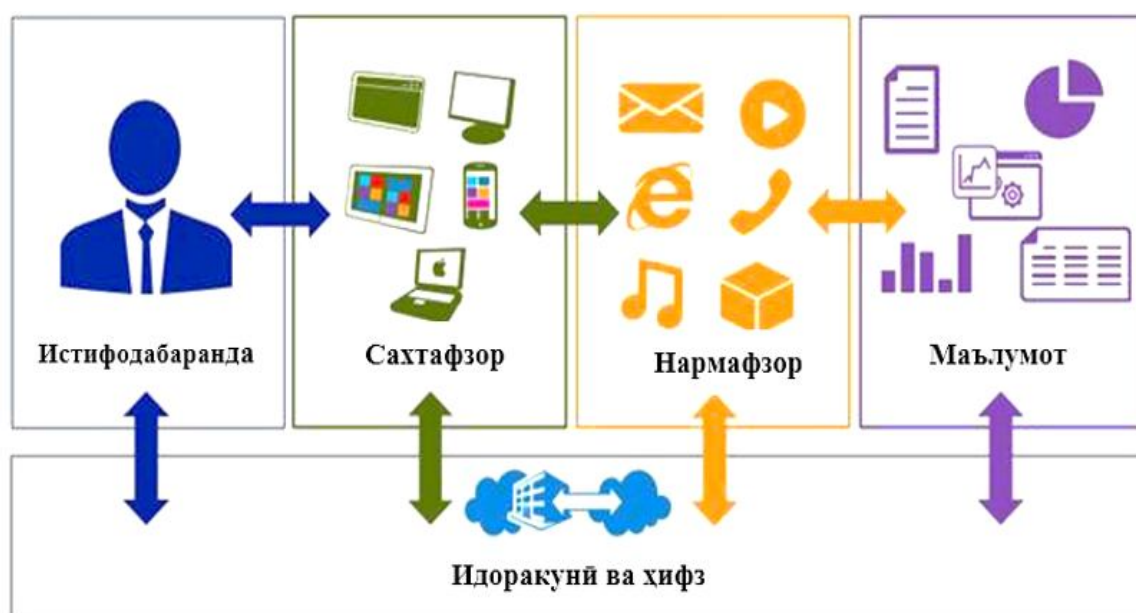 Истифодабаранда
Сахтафзор
Нармафзор
Маълумот
Идоракунӣ ва ҳифз